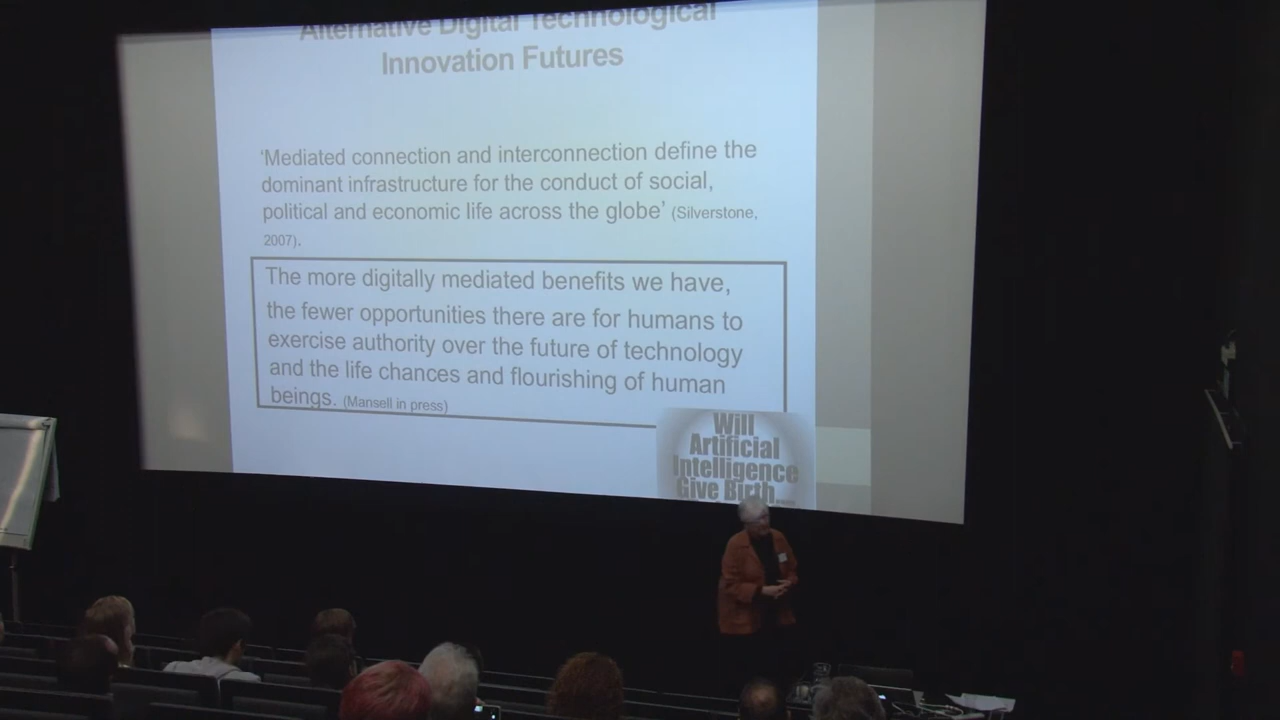 Alternative Digital Technological
Innovation Futures
‘Mediated connection and interconnection define the
dominant infrastructure for the conduct of social,
political and economic life across the globe’ (Silverstone,
2007).
The more digitally mediated benefits we have,
the fewer opportunities there are for humans to
exercise authority over the future of technology
and the life chances and flourishing of human
beings. (Mansell in press)
Will
Artificial
Intelligence
Give Birth